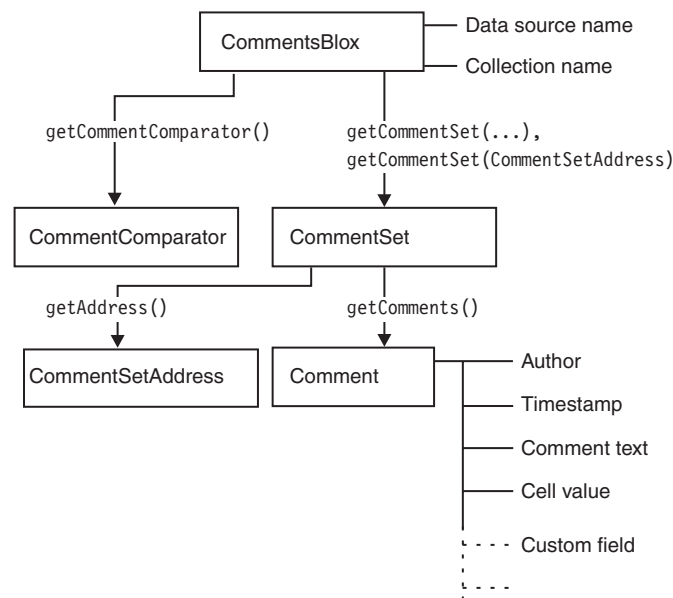 CommentsBlox
Data source name
Collection name
getCommentComparator()
getCommentSet(...),
getCommentSet(CommentSetAddress)
CommentComparator
CommentSet
getAddress()
getComments()
CommentSetAddress
Comment
Author
Timestamp
Comment text
Cell value
Custom field